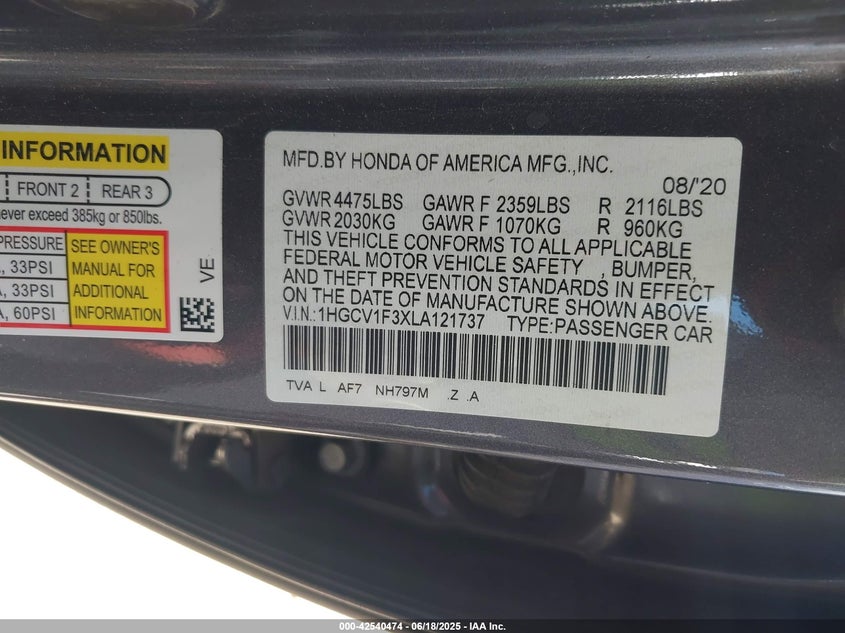 INFORMATION
FRONT 2 REAR 3
never exceed 385kg or 850lbs.
PRESSURE
33PSI
33PSI
60PSI
SEE OWNER'S
MANUAL FOR
ADDITIONAL
INFORMATION
VE
MFD.BY HONDA OF AMERICA MFG.,INC.
08/'20
GVWR 4475LBS GAWR F 2359LBS R 2116LBS
GVWR 2030KG GAWR F 1070KG R 960KG
THIS VEHICLE CONFORMS TO ALL APPLICABLE
FEDERAL MOTOR VEHICLE SAFETY , BUMPER,
AND THEFT PREVENTION STANDARDS IN EFFECT
ON THE DATE OF MANUFACTURE SHOWN ABOVE.
V.I.N.:1HGCV1F3XLA121737 TYPE:PASSENGER CAR
TVA L AF7 NH797M .Z .A
000-42540474 - 06/18/2025 - IAA Inc.